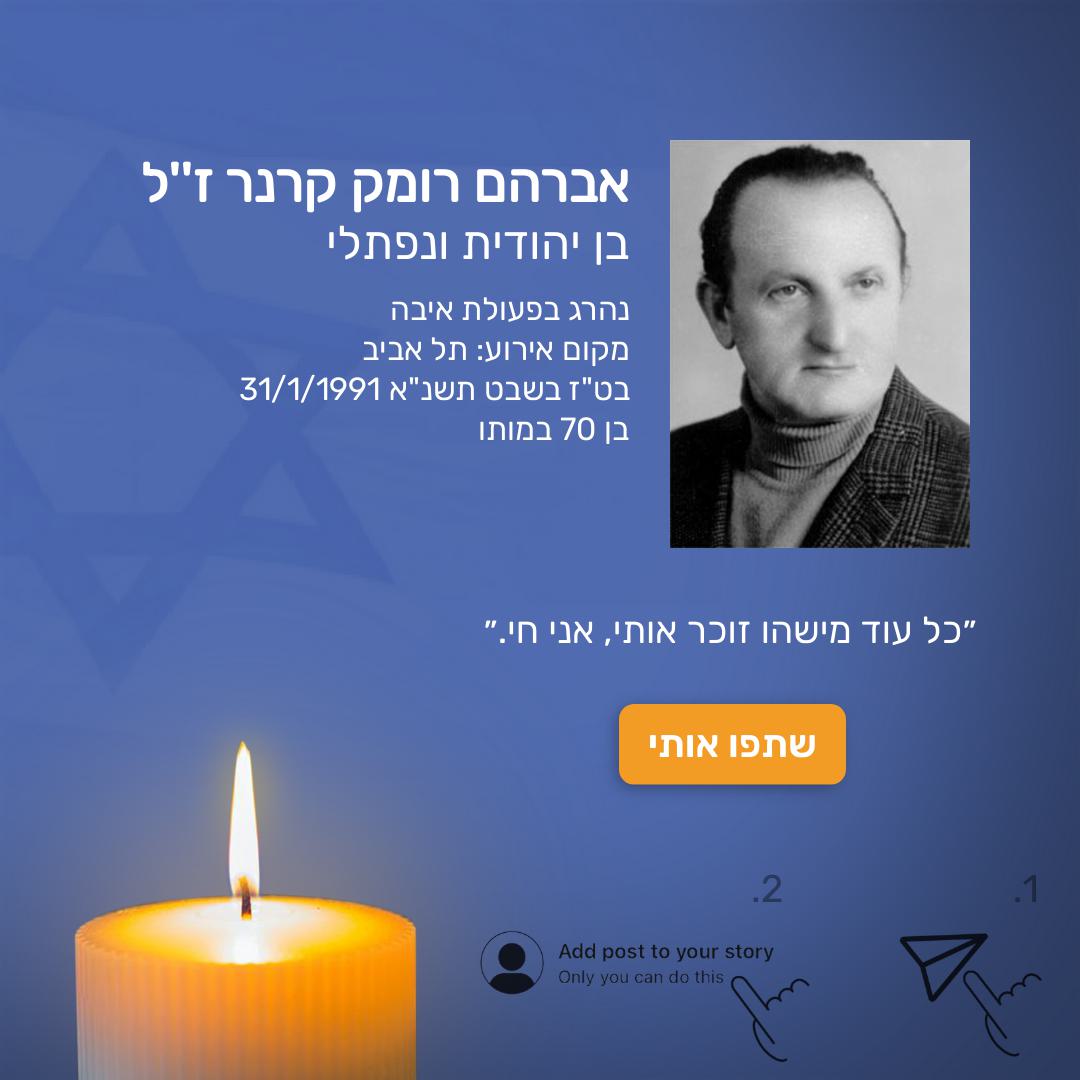 אברהם רומק קרנר ז"ל
בן יהודית ונפתלי
נהרג בפעולת איבה
מקום אירוע: תל אביב
בט"ז בשבט תשנ"א 31/1/1991
בן 70 במותו
״כל עוד מישהו זוכר אותי, אני חי.״
שתפו אותי
1.
2.
Add post to your story
Only you can do this